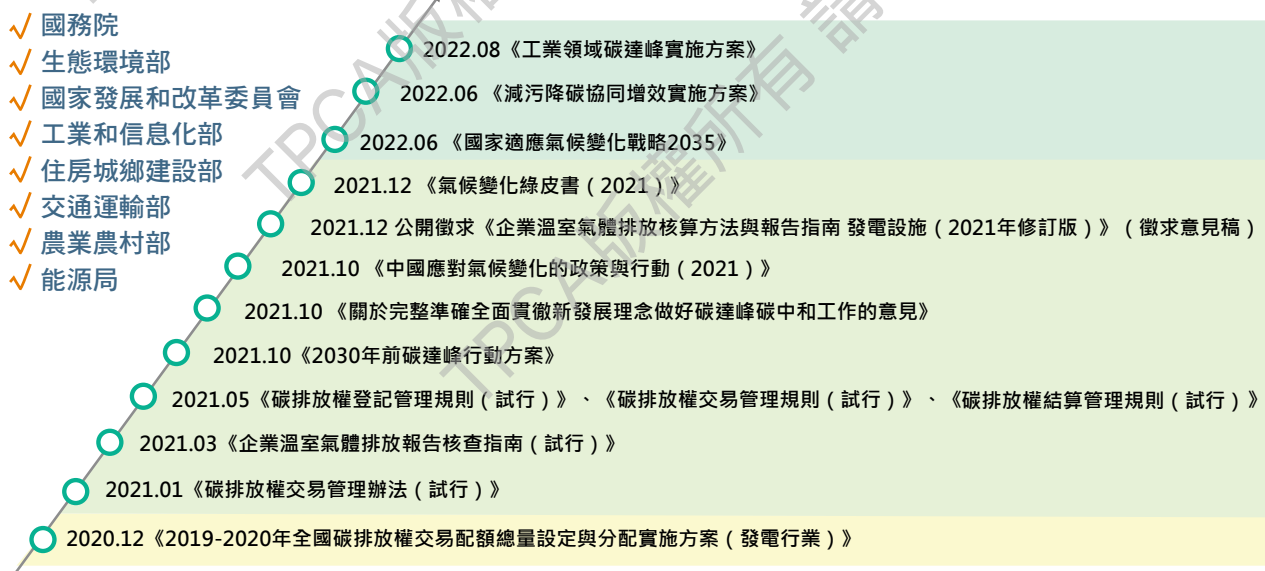 √ 國務院
√ 生態環境部
√ 國家發展和改革委員會
√ 工業和信息化部
√ 住房城鄉建設部
√ 交通運輸部
√ 農業農村部
√ 能源局
2022.08《工業領域碳達峰實施方案》
2022.06 《減污降碳協同增效實施方案》
2022.06 《國家適應氣候變化戰略2035》
2021.12 《氣候變化綠皮書(2021)》
2021.12 公開徵求《企業溫室氣體排放核算方法與報告指南 發電設施(2021年修訂版)》(徵求意見稿)
2021.10 《中國應對氣候變化的政策與行動(2021)》
2021.10 《關於完整準確全面貫徹新發展理念做好碳達峰碳中和工作的意見》
2021.10《2030年前碳達峰行動方案》
2021.05《碳排放權登記管理規則(試行)》、《碳排放權交易管理規則(試行)》、《碳排放權結算管理規則(試行)》
2021.03《企業溫室氣體排放報告核查指南(試行)》
2021.01《碳排放權交易管理辦法(試行)》
2020.12《2019-2020年全國碳排放權交易配額總量設定與分配實施方案(發電行業)》
TPCA版權所有 請
TPCA版權